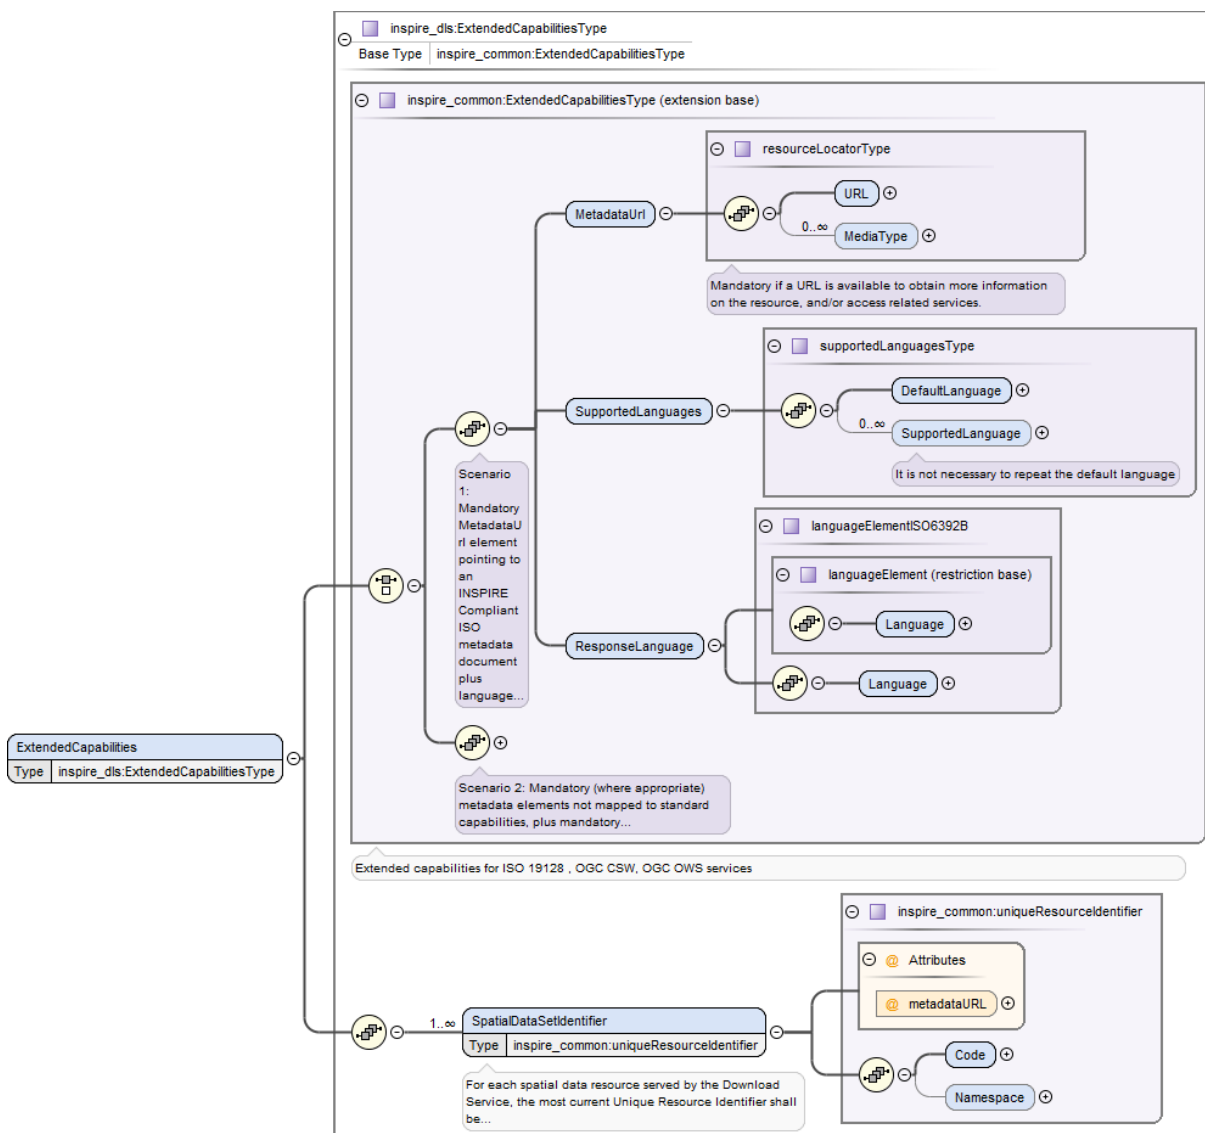 inspire_dls:ExtendedCapabilitiesType
Base Type inspire_common:ExtendedCapabilitiesType
inspire_common:ExtendedCapabilitiesType (extension base)
resourceLocatorType
URL
MetadataUrl
0..∞
MediaType
Mandatory if a URL is available to obtain more information
on the resource, and/or access related services.
supportedLanguagesType
DefaultLanguage
SupportedLanguages
0..∞
SupportedLanguage
It is not necessary to repeat the default language
Scenario
1:
Mandatory
MetadataU
rl element
pointing to
an
INSPIRE
Compliant
ISO
metadata
document
plus
language...
languageElementISO6392B
languageElement (restriction base)
Language
ResponseLanguage
Language
ExtendedCapabilities
Type inspire_dls:ExtendedCapabilitiesType
Scenario 2: Mandatory (where appropriate)
metadata elements not mapped to standard
capabilities, plus mandatory...
Extended capabilities for ISO 19128 , OGC CSW, OGC OWS services
inspire_common:uniqueResourceIdentifier
@ Attributes
@ metadataURL
1..∞
SpatialDataSetIdentifier
Type inspire_common:uniqueResourceIdentifier
Code
Namespace
For each spatial data resource served by the Download
Service, the most current Unique Resource Identifier shall
be...